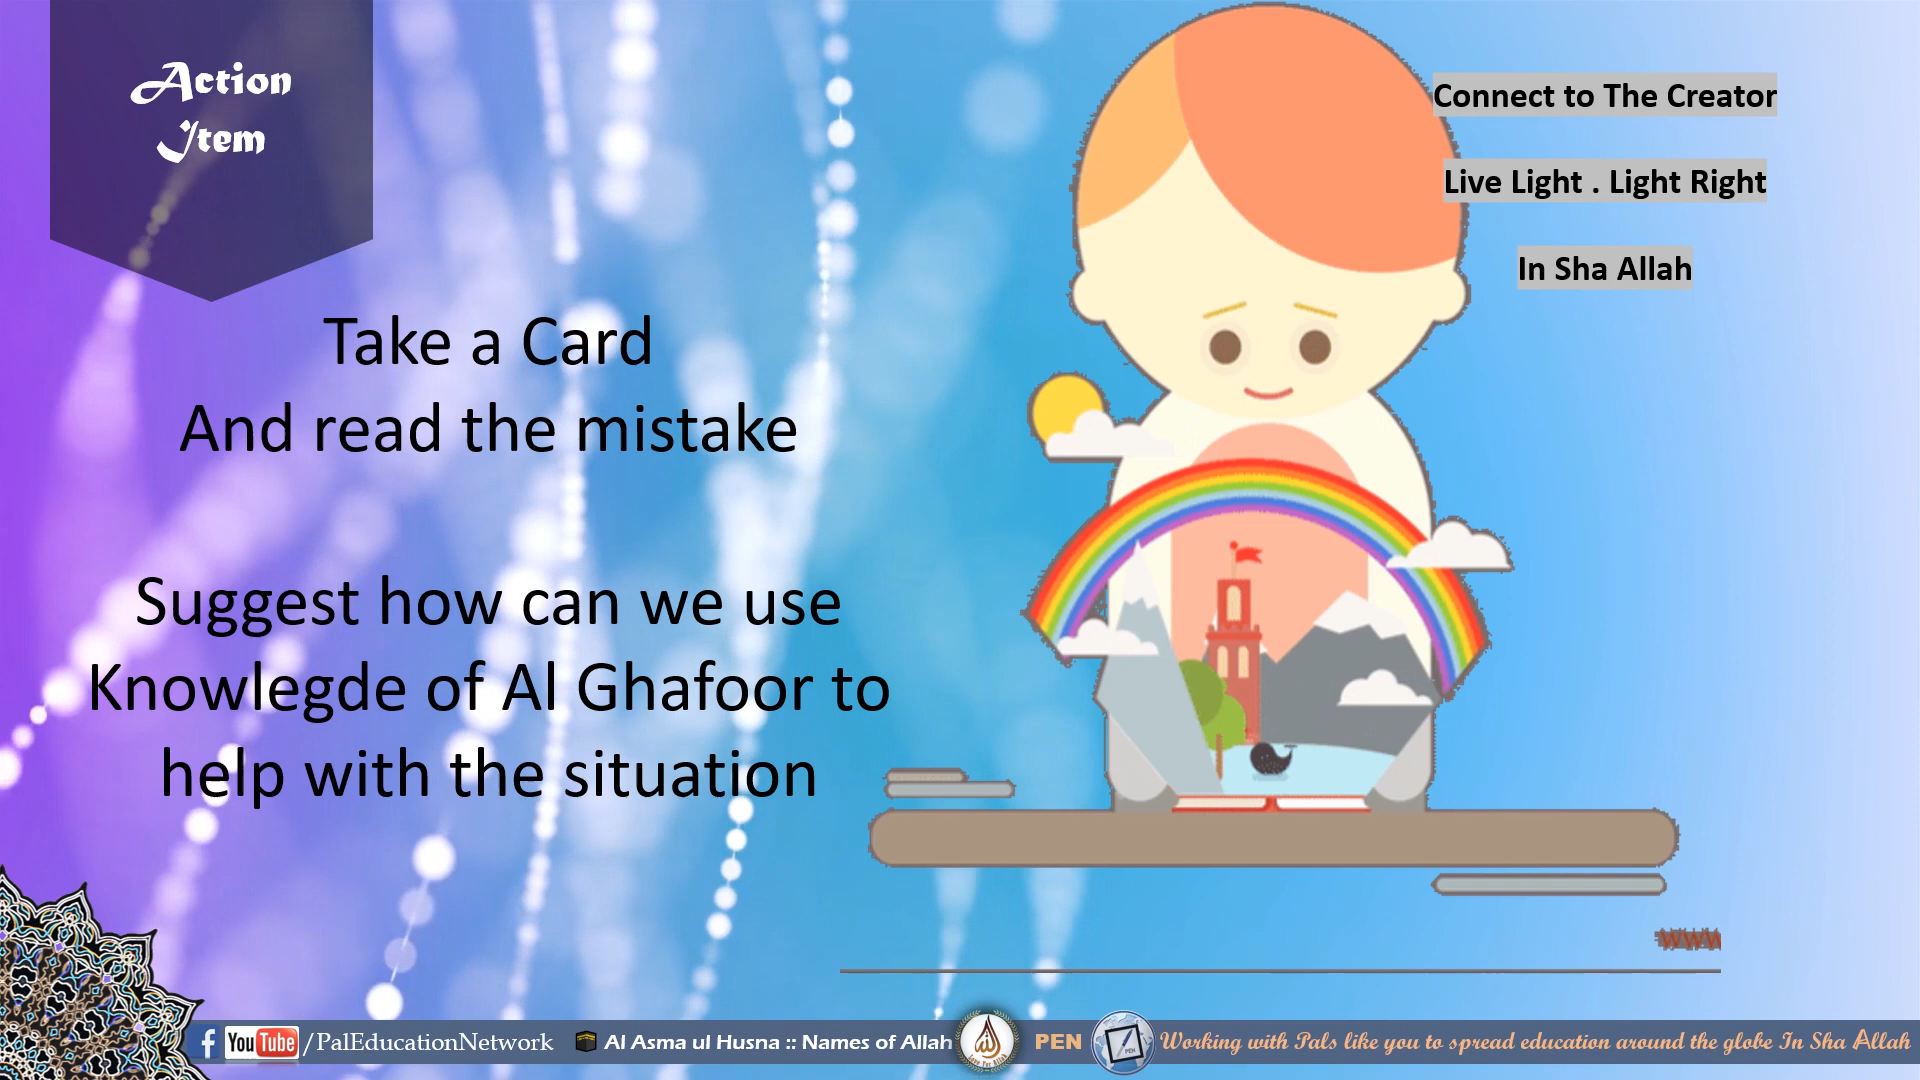 Action
Item
Connect to The Creator
Live Light . Light Right
In Sha Allah
Take a Card
And read the mistake
Suggest how can we use
Knowlegde of Al Ghafoor to
help with the situation
www
YouTube /PalEducationNetwork Al Asma ul Husna :: Names of Allah PEN Working with Pals like you to spread education around the globe In Sha Allah